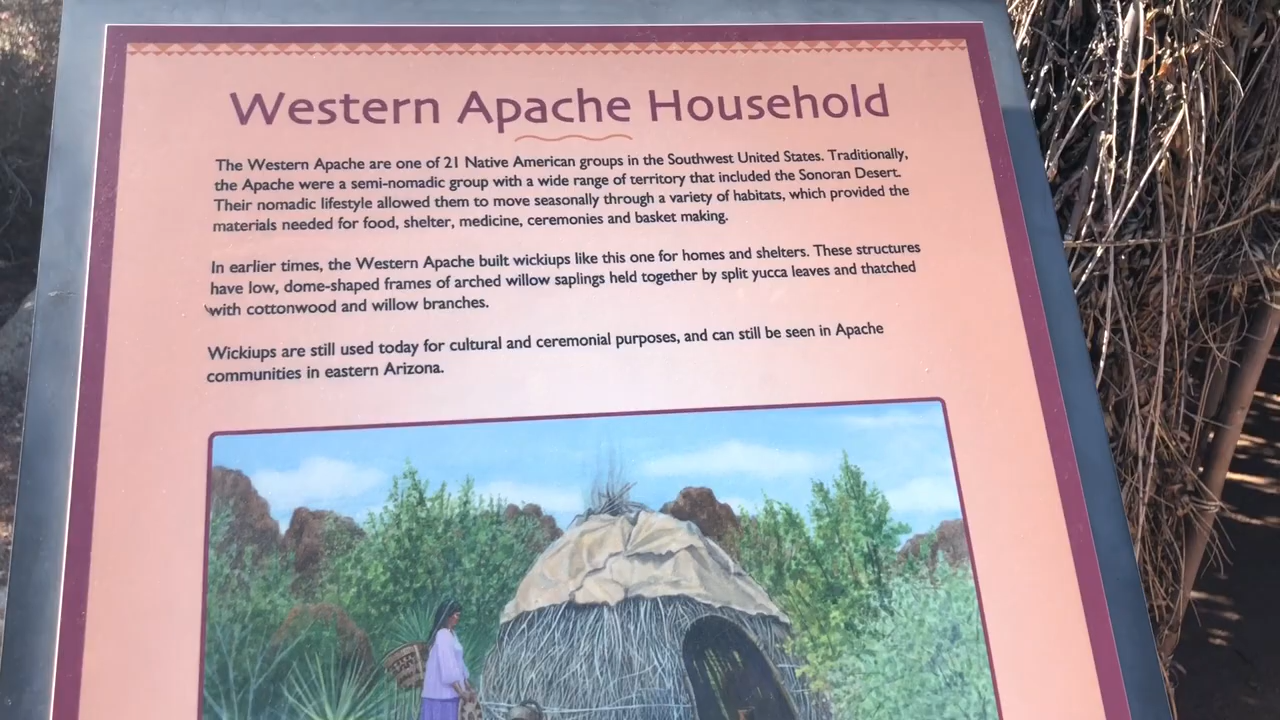 Western Apache Household
The Western Apache are one of 21 Native American groups in the Southwest United States. Traditionally,
the Apache were a semi-nomadic group with a wide range of territory that included the Sonoran Desert.
Their nomadic lifestyle allowed them to move seasonally through a variety of habitats, which provided the
materials needed for food, shelter, medicine, ceremonies and basket making.
In earlier times, the Western Apache built wickiups like this one for homes and shelters. These structures
have low, dome-shaped frames of arched willow saplings held together by split yucca leaves and thatched
with cottonwood and willow branches.
Wickiups are still used today for cultural and ceremonial purposes, and can still be seen in Apache
communities in eastern Arizona.